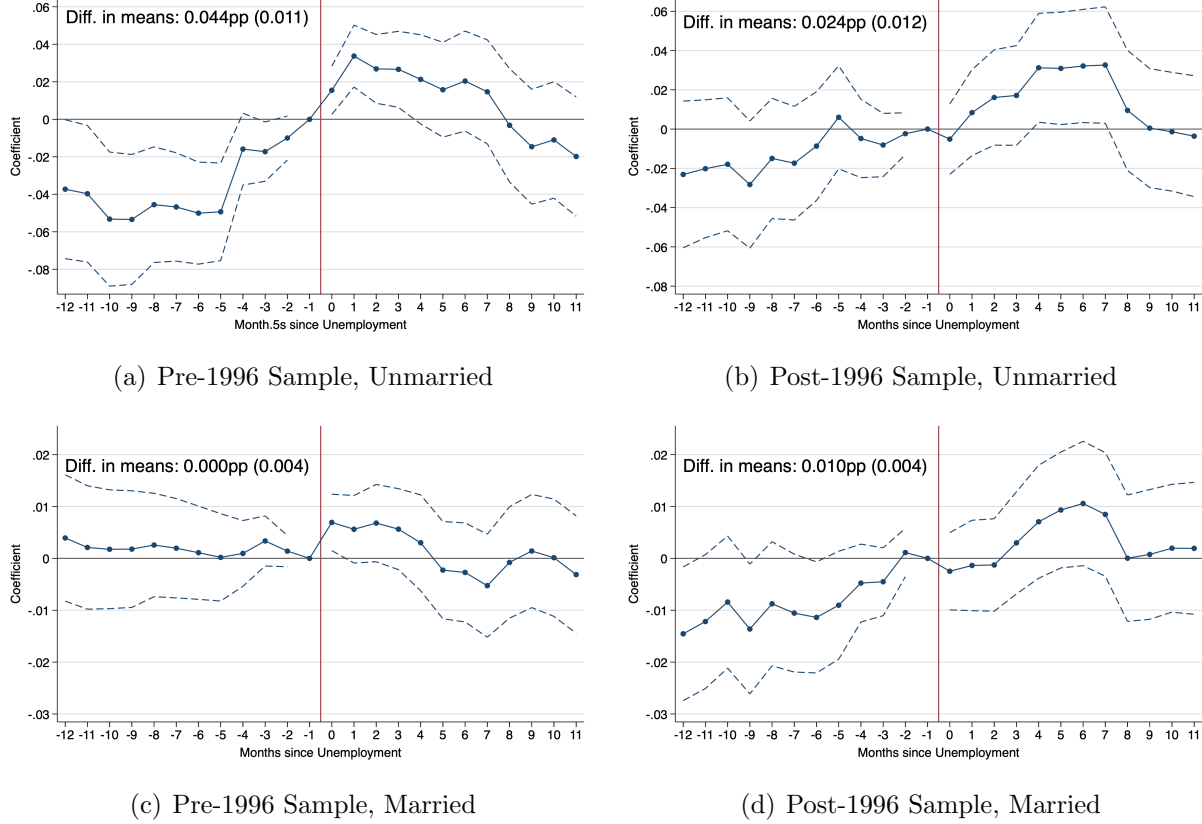 Diff. in means: 0.044pp (0.011)
.06
.04
.02
0
-.02
-.04
-.06
-.08
Coefficient
-12 -11 -10 -9 -8 -7 -6 -5 -4 -3 -2 -1 0 1 2 3 4 5 6 7 8 9 10 11
Month.5s since Unemployment
(a) Pre-1996 Sample, Unmarried
Diff. in means: 0.024pp (0.012)
.06
.04
.02
0
-.02
-.04
-.06
-.08
Coefficient
-12 -11 -10 -9 -8 -7 -6 -5 -4 -3 -2 -1 0 1 2 3 4 5 6 7 8 9 10 11
Months since Unemployment
(b) Post-1996 Sample, Unmarried
Diff. in means: 0.000pp (0.004)
.02
.01
0
-.01
-.02
-.03
Coefficient
-12 -11 -10 -9 -8 -7 -6 -5 -4 -3 -2 -1 0 1 2 3 4 5 6 7 8 9 10 11
Months since Unemployment
(c) Pre-1996 Sample, Married
Diff. in means: 0.010pp (0.004)
.02
.01
0
-.01
-.02
-.03
Coefficient
-12 -11 -10 -9 -8 -7 -6 -5 -4 -3 -2 -1 0 1 2 3 4 5 6 7 8 9 10 11
Months since Unemployment
(d) Post-1996 Sample, Married